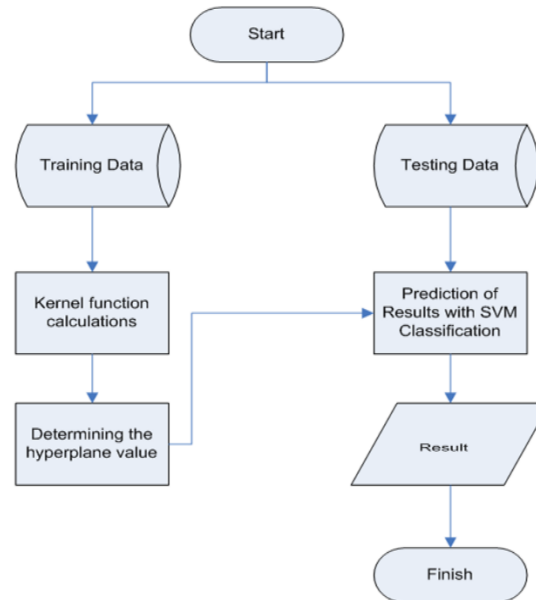 Start
Training Data
Testing Data
Kernel function
calculations
Prediction of
Results with SVM
Classification
Determining the
hyperplane value
Result
Finish